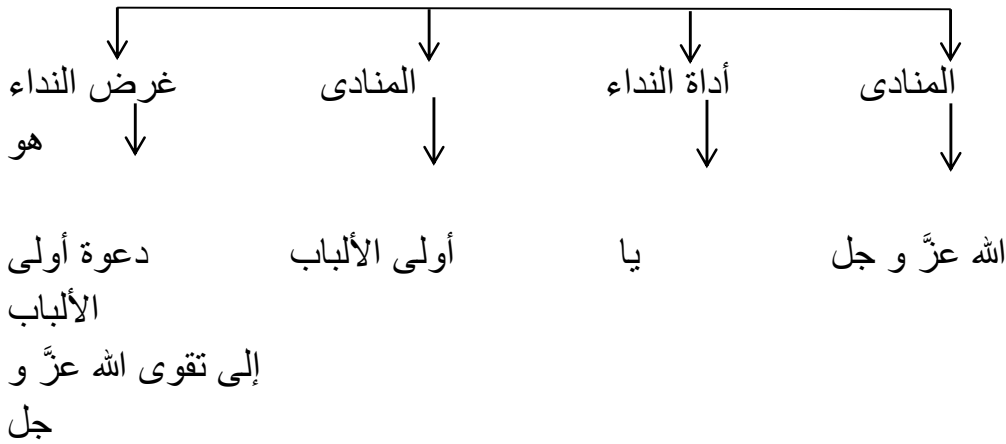 المنادى أداة النداء المنادى غرض النداء
هو
الله عزَّ و جل يا أولى الألباب دعوة أولى
الألباب
إلى تقوى الله عزَّ و
جل